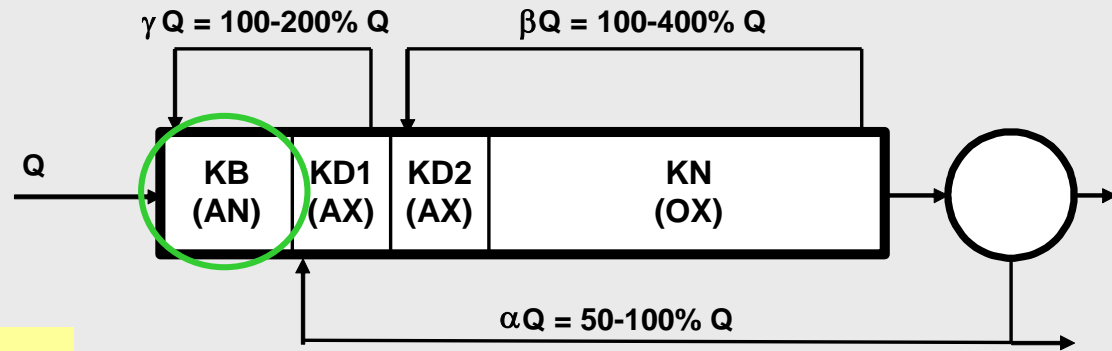 γ Q = 100-200% Q
βQ = 100-400% Q
Q
KB
(AN)
KD1
(AX)
KD2
(AX)
KN
(OX)
αQ = 50-100% Q